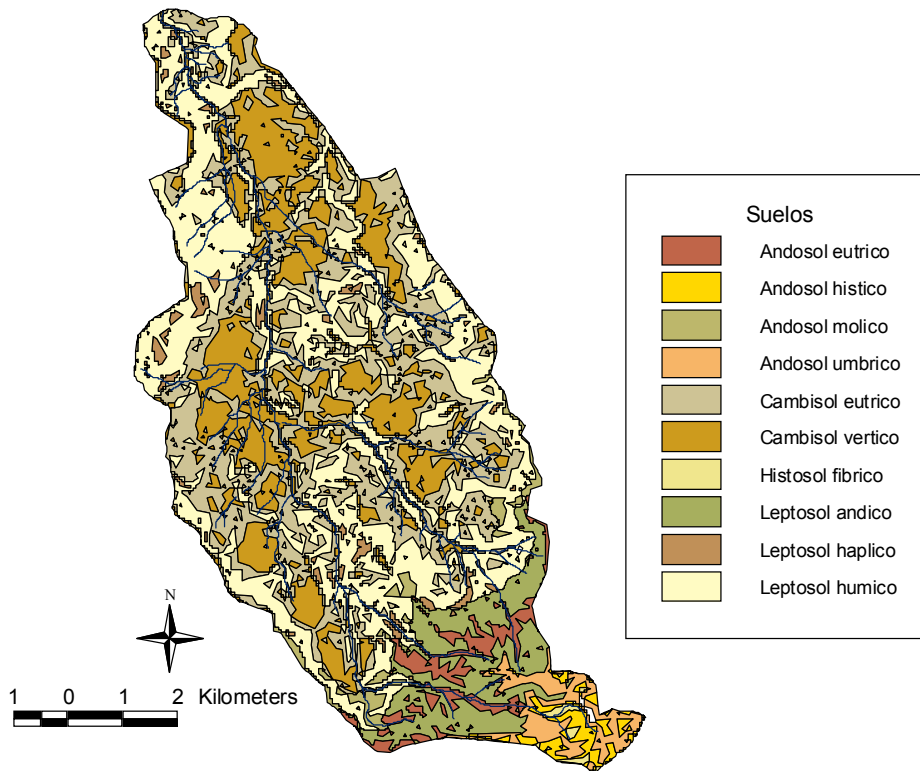 Suelos
Andosol eutrico
Andosol histico
Andosol molico
Andosol umbrico
Cambisol eutrico
Cambisol vertico
Histosol fibrico
Leptosol andico
Leptosol haplico
Leptosol humico
N
1 0 1 2 Kilometers